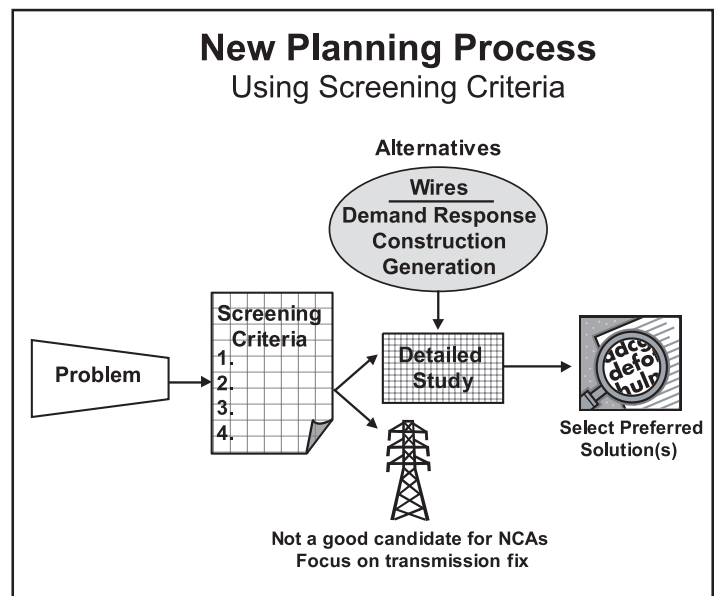 New Planning Process
Using Screening Criteria
Alternatives
Wires
Demand Response
Construction
Generation
Screening
Criteria
1.
2.
3.
4.
Problem
Detailed
Study
Select Preferred
Solution(s)
Not a good candidate for NCAs
Focus on transmission fix